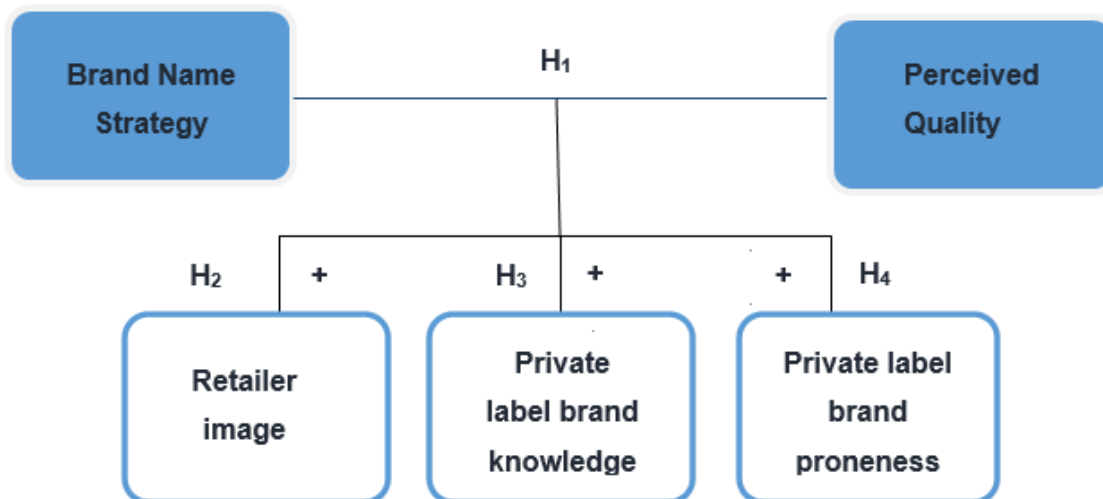 Brand Name
Strategy
H₁
Perceived
Quality
H₂
+
H₃
+
+
H₄
Retailer
image
Private
label brand
knowledge
Private label
brand
proneness